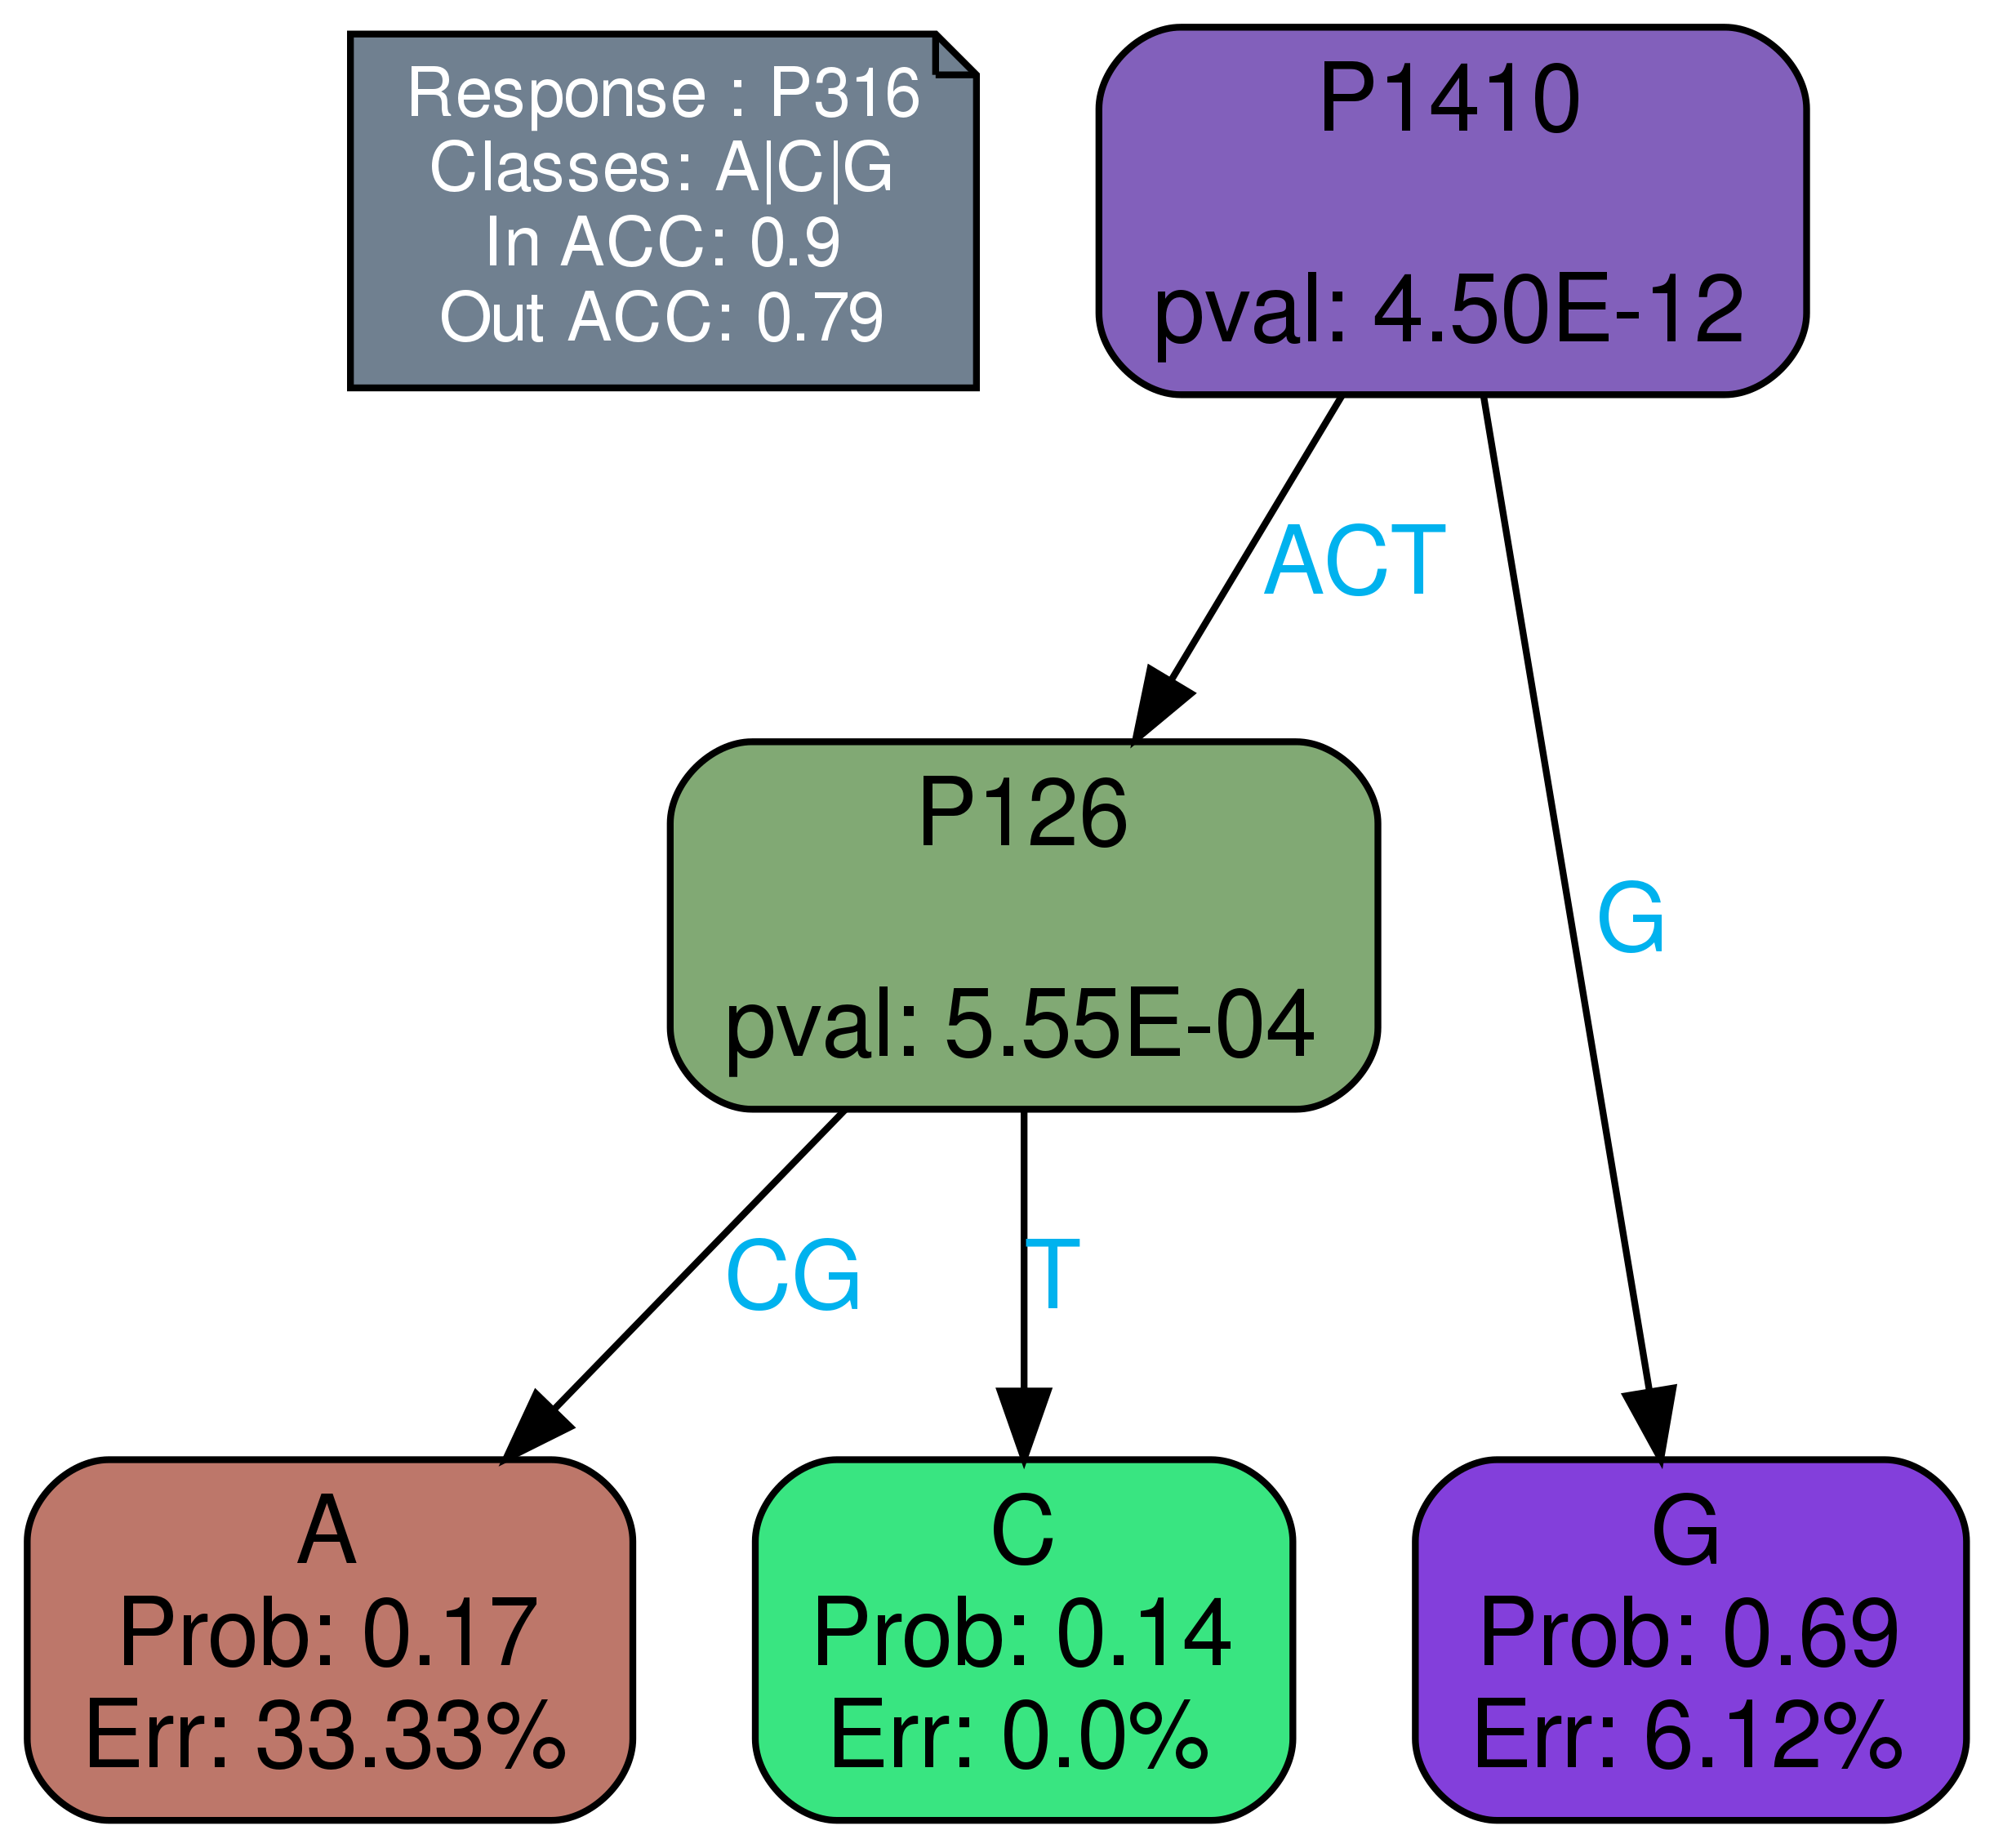 Response : P316
Classes: A|C|G
In ACC: 0.9
Out ACC: 0.79
P1410
pval: 4.50E-12
ACT
P126
G
pval: 5.55E-04
CG
T
A
Prob: 0.17
Err: 33.33%
C
Prob: 0.14
Err: 0.0%
G
Prob: 0.69
Err: 6.12%